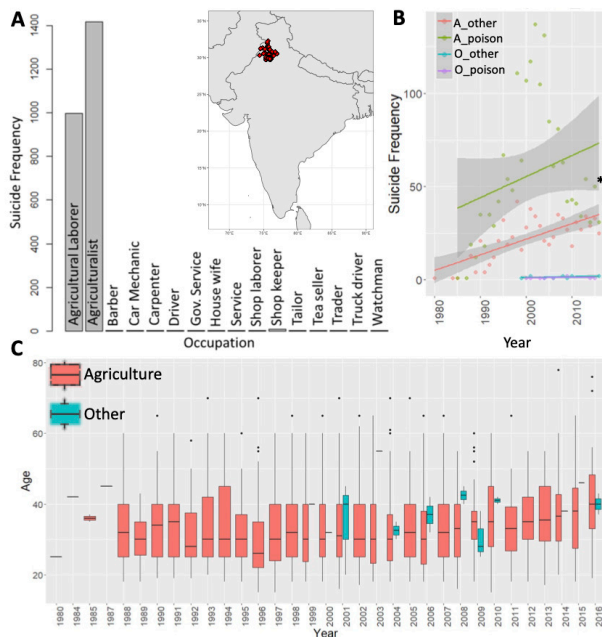 A
Suicide Frequency
0
200
400
600
800
1000
1200
1400
Agricultural Laborer
Agriculturalist
Barber
Car Mechanic
Carpenter
Driver
Gov. Service
House wife
Service
Shop laborer
Shop keeper
Tailor
Tea seller
Trader
Truck driver
Watchman
Occupation
B
A_other
A_poison
O_other
O_poison
Suicide Frequency
0
50
100
*
1980
1990
2000
2010
Year
C
Agriculture
Other
Age
20
40
60
80
1980
1984
1985
1987
1988
1989
1990
1991
1992
1993
1994
1995
1996
1997
1998
1999
2000
2001
2002
2003
2004
2005
2006
2007
2008
2009
2010
2011
2012
2013
2014
2015
2016
Year